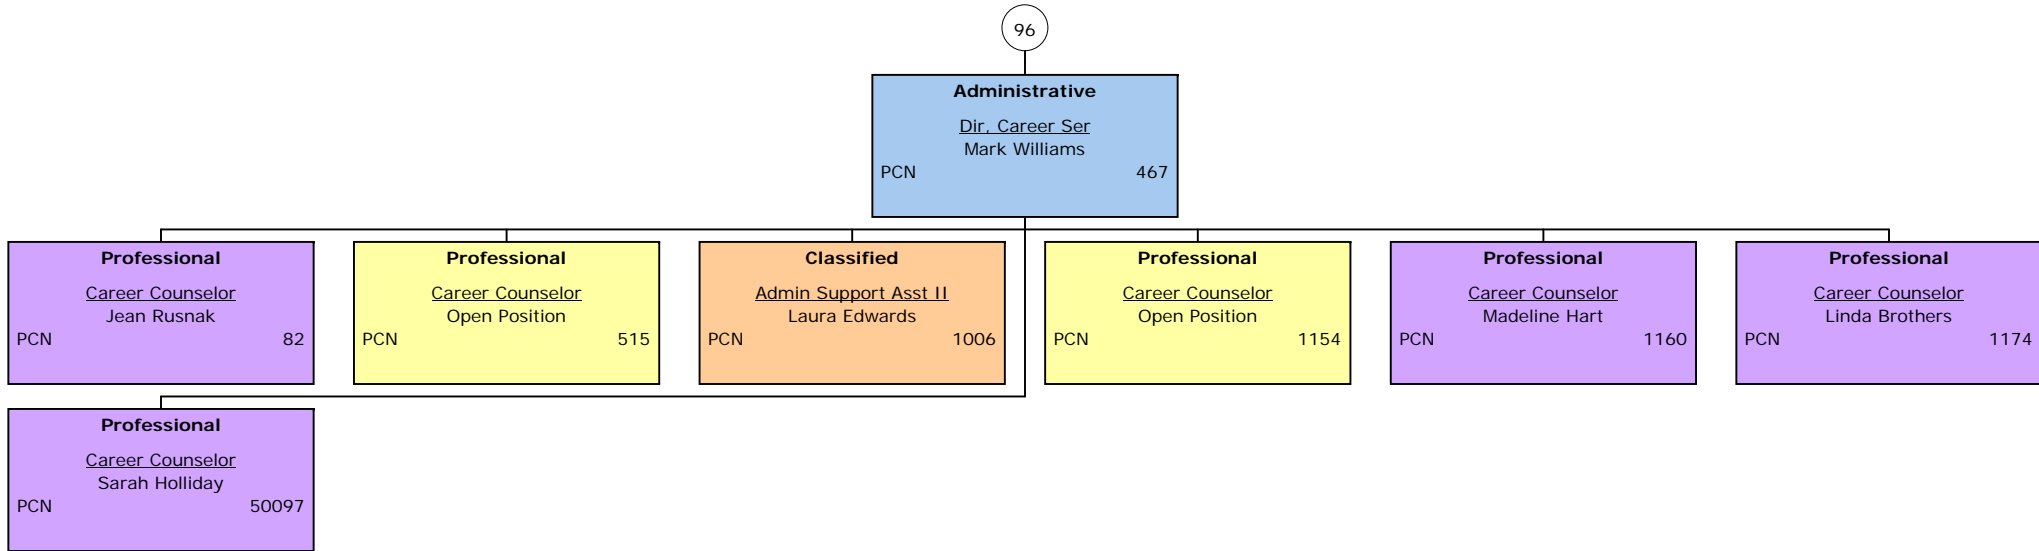 96
Administrative
Dir, Career Ser
Mark Williams
PCN 467
Professional
Career Counselor
Jean Rusnak
PCN 82
Professional
Career Counselor
Open Position
PCN 515
Classified
Admin Support Asst II
Laura Edwards
PCN 1006
Professional
Career Counselor
Open Position
PCN 1154
Professional
Career Counselor
Madeline Hart
PCN 1160
Professional
Career Counselor
Linda Brothers
PCN 1174
Professional
Career Counselor
Sarah Holliday
PCN 50097